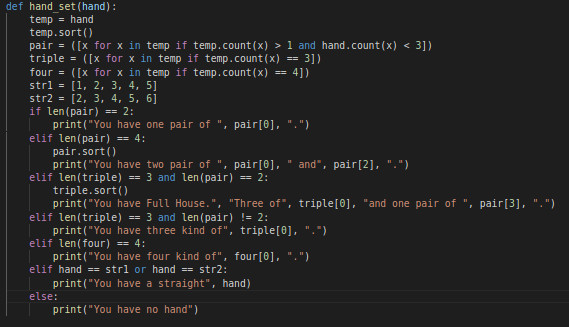 def hand_set(hand):
    temp = hand
    temp.sort()
    pair = ([x for x in temp if temp.count(x) > 1 and hand.count(x) < 3])
    triple = ([x for x in temp if temp.count(x) == 3])
    four = ([x for x in temp if temp.count(x) == 4])
    str1 = [1, 2, 3, 4, 5]
    str2 = [2, 3, 4, 5, 6]
    if len(pair) == 2:
        print("You have one pair of ", pair[0], ".")
    elif len(pair) == 4:
        pair.sort()
        print("You have two pair of ", pair[0], " and", pair[2], ".")
    elif len(triple) == 3 and len(pair) == 2:
        triple.sort()
        print("You have Full House.", "Three of", triple[0], "and one pair of ", pair[3], ".")
    elif len(triple) == 3 and len(pair) != 2:
        print("You have three kind of", triple[0], ".")
    elif len(four) == 4:
        print("You have four kind of", four[0], ".")
    elif hand == str1 or hand == str2:
        print("You have a straight", hand)
    else:
        print("You have no hand")